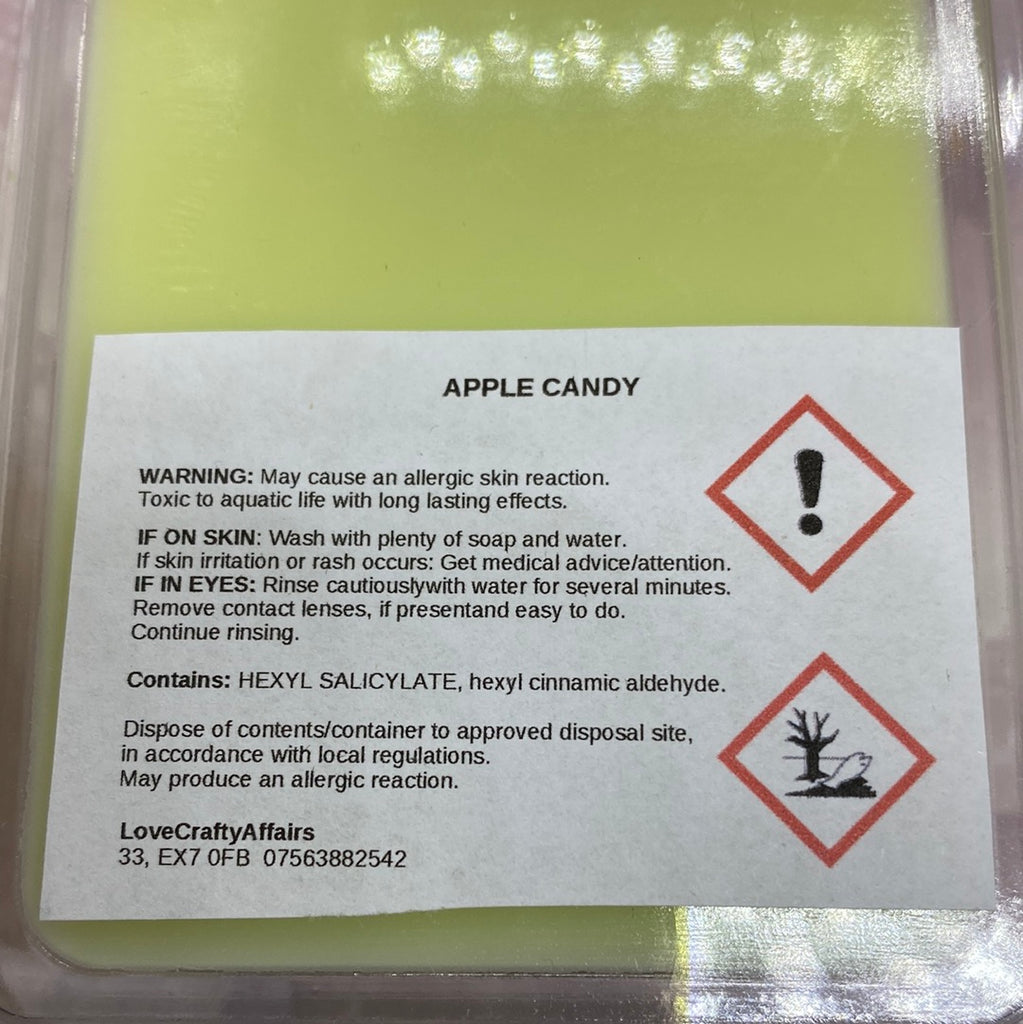 APPLE CANDY
WARNING: May cause an allergic skin reaction.
Toxic to aquatic life with long lasting effects.
IF ON SKIN: Wash with plenty of soap and water.
If skin irritation or rash occurs: Get medical advice/attention.
IF IN EYES: Rinse cautiouslywith water for several minutes.
Remove contact lenses, if presentand easy to do.
Continue rinsing.
Contains: HEXYL SALICYLATE, hexyl cinnamic aldehyde.
Dispose of contents/container to approved disposal site,
in accordance with local regulations.
May produce an allergic reaction.
LoveCraftyAffairs
33, EX7 0FB 07563882542